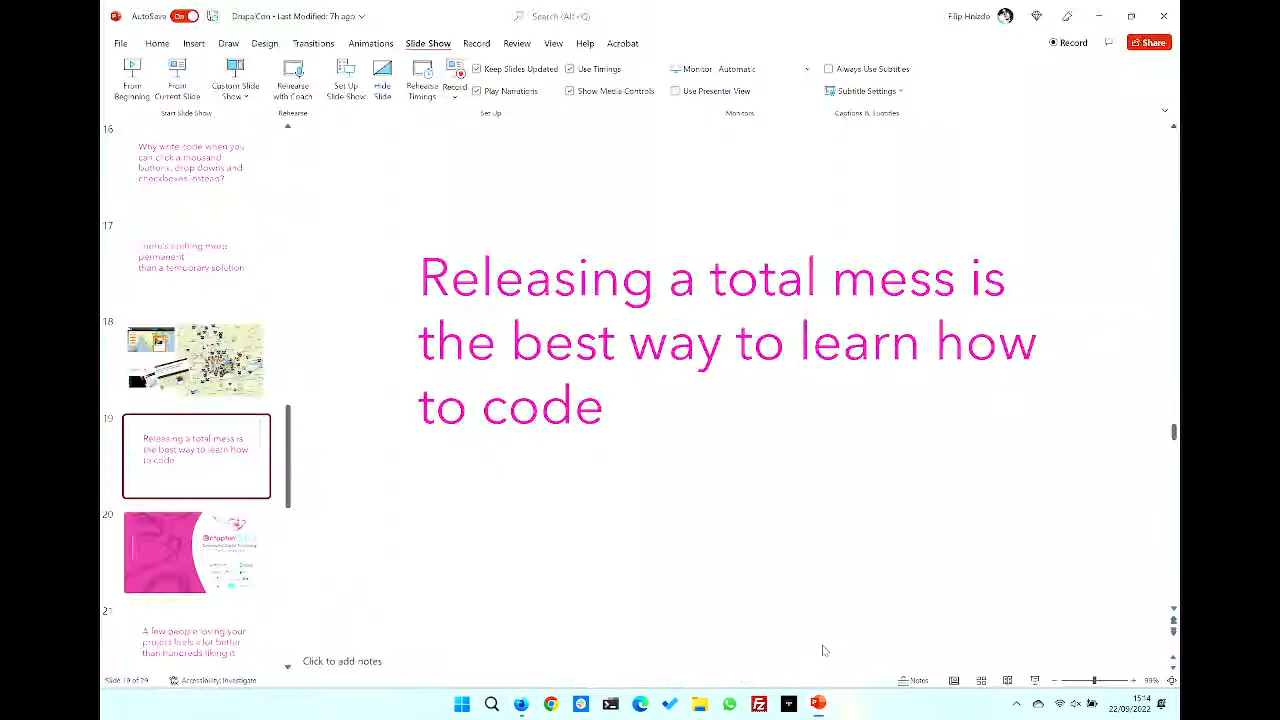 AutoSave
On
DrupalCon • Last Modified: 7h ago
Search (Alt+Q)
Filip Hnizdo
File
Home
Insert
Draw
Design
Transitions
Animations
Slide Show
Record
Review
View
Help
Acrobat
Record
Share
From
Beginning
From
Current Slide
Custom Slide
Show
Rehearse
with Coach
Set Up
Slide Show
Hide
Slide
Rehearse
Timings
Record
Keep Slides Updated
Play Narrations
Use Timings
Show Media Controls
Monitor
Automatic
Use Presenter View
Always Use Subtitles
Subtitle Settings
Start Slide Show
Rehearse
Set Up
Monitors
Captions & Subtitles
16
Why write code when you
can click a thousand
buttons, drop downs and
checkboxes instead?
17
There's nothing more
permanent
than a temporary solution
18
19
Releasing a total mess is
the best way to learn how
to code
20
21
A few people loving your
project feels a lot better
than hundreds liking it
Releasing a total mess is
the best way to learn how
to code
Click to add notes
Slide 19 of 29
Accessibility: Investigate
Notes
99%
15:14
22/09/2022